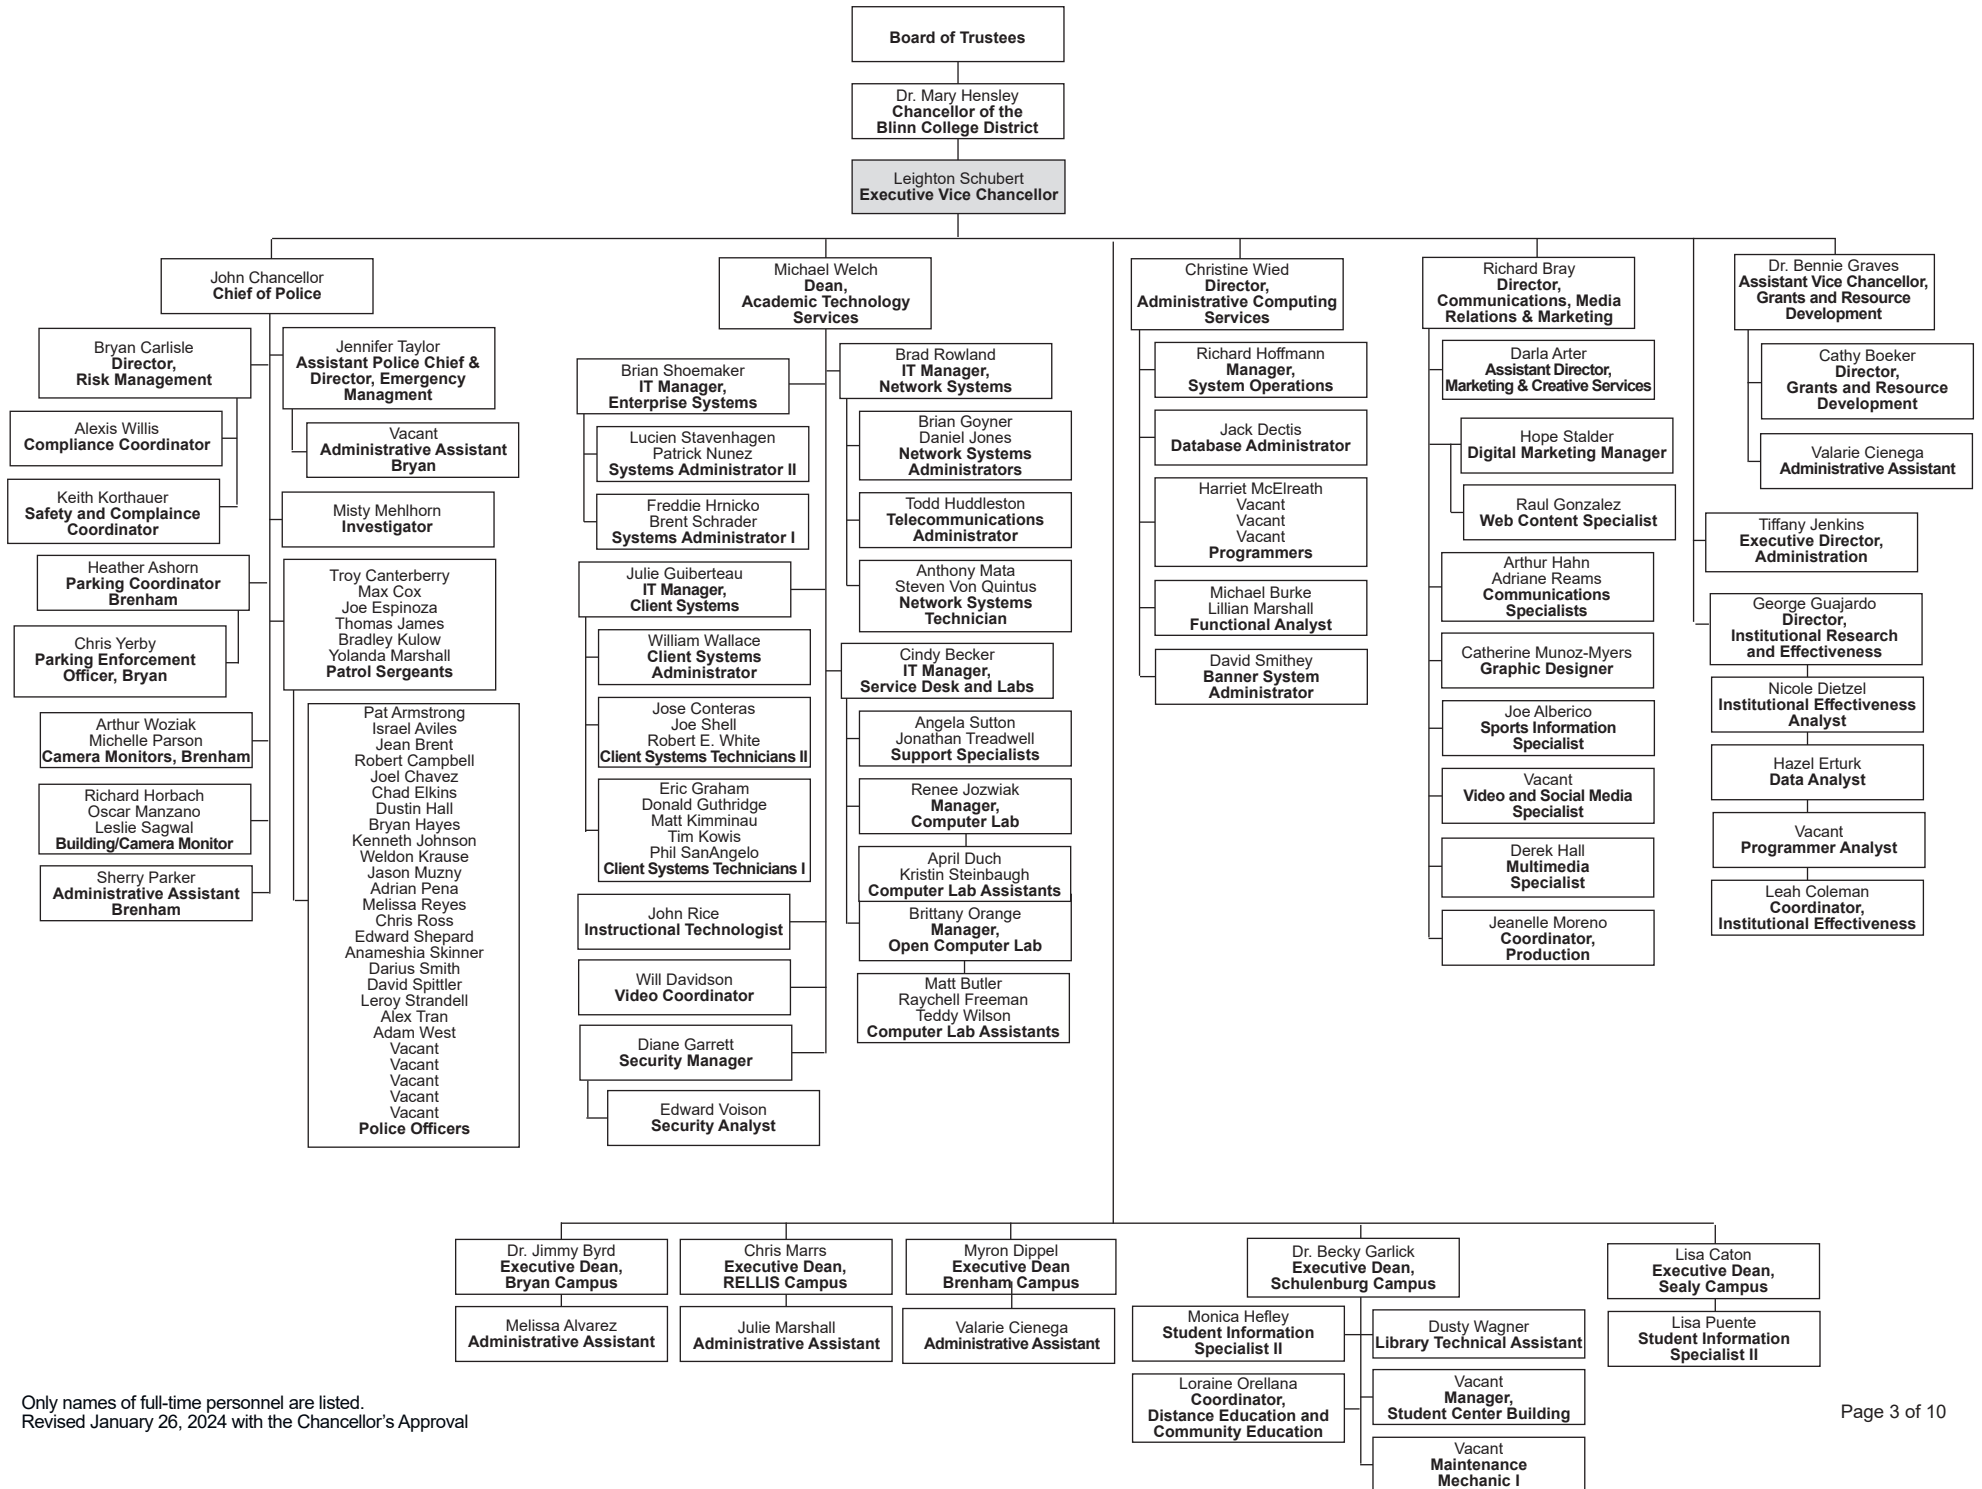 Board of Trustees
Dr. Mary Hensley
Chancellor of the
Blinn College District
Leighton Schubert
Executive Vice Chancellor
John Chancellor
Chief of Police
Bryan Carlisle
Director,
Risk Management
Alexis Willis
Compliance Coordinator
Keith Korthauer
Safety and Complaince
Coordinator
Heather Ashorn
Parking Coordinator
Brenham
Chris Yerby
Parking Enforcement
Officer, Bryan
Arthur Woziak
Michelle Parson
Camera Monitors, Brenham
Richard Horbach
Oscar Manzano
Leslie Sagwal
Building/Camera Monitor
Sherry Parker
Administrative Assistant
Brenham
Jennifer Taylor
Assistant Police Chief &
Director, Emergency
Managment
Vacant
Administrative Assistant
Bryan
Misty Mehlhorn
Investigator
Troy Canterberry
Max Cox
Joe Espinoza
Thomas James
Bradley Kulow
Yolanda Marshall
Patrol Sergeants
Pat Armstrong
Israel Aviles
Jean Brent
Robert Campbell
Joel Chavez
Chad Elkins
Dustin Hall
Bryan Hayes
Kenneth Johnson
Weldon Krause
Jason Muzny
Adrian Pena
Melissa Reyes
Chris Ross
Edward Shepard
Anameshia Skinner
Darius Smith
David Spittler
Leroy Strandell
Alex Tran
Adam West
Vacant
Vacant
Vacant
Vacant
Vacant
Police Officers
Michael Welch
Dean,
Academic Technology
Services
Brian Shoemaker
IT Manager,
Enterprise Systems
Lucien Stavenhagen
Patrick Nunez
Systems Administrator II
Freddie Hrnicko
Brent Schrader
Systems Administrator I
Julie Guiberteau
IT Manager,
Client Systems
William Wallace
Client Systems
Administrator
Jose Conteras
Joe Shell
Robert E. White
Client Systems Technicians II
Eric Graham
Donald Guthridge
Matt Kimminau
Tim Kowis
Phil SanAngelo
Client Systems Technicians I
John Rice
Instructional Technologist
Will Davidson
Video Coordinator
Diane Garrett
Security Manager
Edward Voison
Security Analyst
Brad Rowland
IT Manager,
Network Systems
Brian Goyner
Daniel Jones
Network Systems
Administrators
Todd Huddleston
Telecommunications
Administrator
Anthony Mata
Steven Von Quintus
Network Systems
Technician
Cindy Becker
IT Manager,
Service Desk and Labs
Angela Sutton
Jonathan Treadwell
Support Specialists
Renee Jozwiak
Manager,
Computer Lab
April Duch
Kristin Steinbaugh
Computer Lab Assistants
Brittany Orange
Manager,
Open Computer Lab
Matt Butler
Raychell Freeman
Teddy Wilson
Computer Lab Assistants
Christine Wied
Director,
Administrative Computing
Services
Richard Hoffmann
Manager,
System Operations
Jack Dectis
Database Administrator
Harriet McElreath
Vacant
Vacant
Vacant
Programmers
Michael Burke
Lillian Marshall
Functional Analyst
David Smithey
Banner System
Administrator
Richard Bray
Director,
Communications, Media
Relations & Marketing
Darla Arter
Assistant Director,
Marketing & Creative Services
Hope Stalder
Digital Marketing Manager
Raul Gonzalez
Web Content Specialist
Arthur Hahn
Adriane Reams
Communications
Specialists
Catherine Munoz-Myers
Graphic Designer
Joe Alberico
Sports Information
Specialist
Vacant
Video and Social Media
Specialist
Derek Hall
Multimedia
Specialist
Jeanelle Moreno
Coordinator,
Production
Dr. Bennie Graves
Assistant Vice Chancellor,
Grants and Resource
Development
Cathy Boeker
Director,
Grants and Resource
Development
Valarie Cienega
Administrative Assistant
Tiffany Jenkins
Executive Director,
Administration
George Guajardo
Director,
Institutional Research
and Effectiveness
Nicole Dietzel
Institutional Effectiveness
Analyst
Hazel Erturk
Data Analyst
Vacant
Programmer Analyst
Leah Coleman
Coordinator,
Institutional Effectiveness
Dr. Jimmy Byrd
Executive Dean,
Bryan Campus
Melissa Alvarez
Administrative Assistant
Chris Marrs
Executive Dean,
RELLIS Campus
Julie Marshall
Administrative Assistant
Myron Dippel
Executive Dean
Brenham Campus
Valarie Cienega
Administrative Assistant
Dr. Becky Garlick
Executive Dean,
Schulenburg Campus
Monica Hefley
Student Information
Specialist II
Loraine Orellana
Coordinator,
Distance Education and
Community Education
Dusty Wagner
Library Technical Assistant
Vacant
Manager,
Student Center Building
Vacant
Maintenance
Mechanic I
Lisa Caton
Executive Dean,
Sealy Campus
Lisa Puente
Student Information
Specialist II
Only names of full-time personnel are listed.
Revised January 26, 2024 with the Chancellor’s Approval
Page 3 of 10